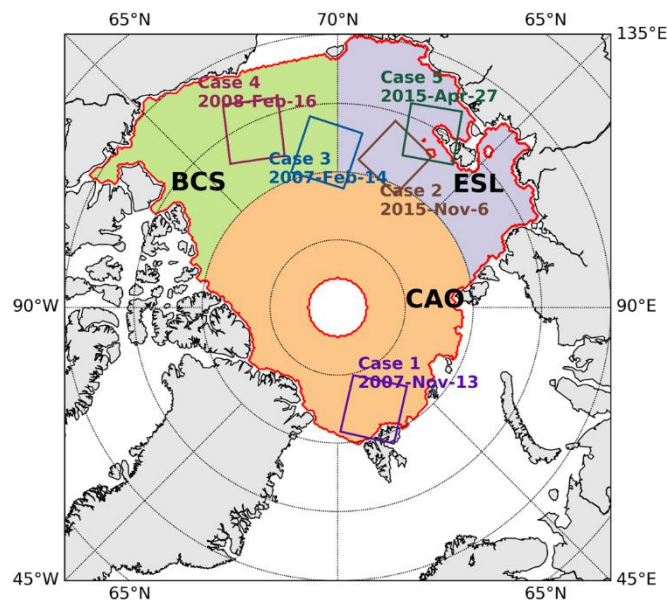 65°N
70°N
65°N
135°E
Case 4
2008-Feb-16
Case 5
2015-Apr-27
Case 3
2007-Feb-14
BCS
ESL
Case 2
2015-Nov-6
90°W
CAO
90°E
Case 1
2007-Nov-13
45°W
45°E
65°N
70°N
65°N